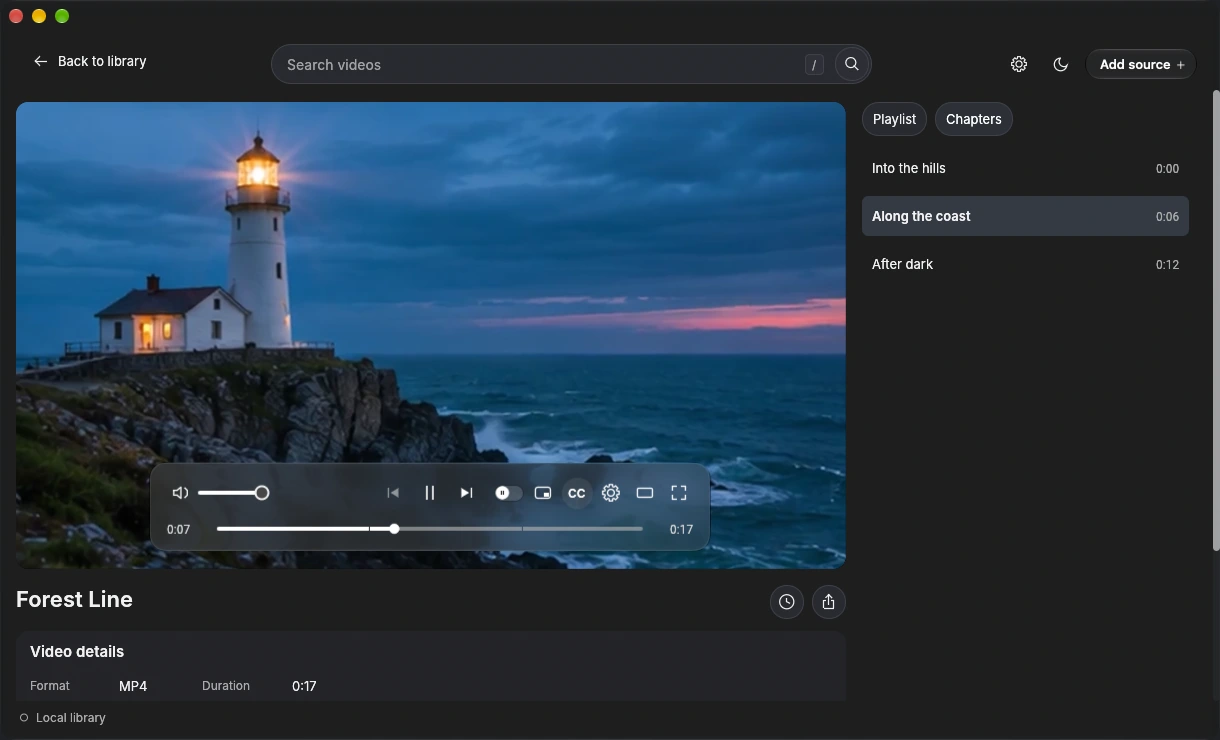 Back to library
Search videos /
Add source +
Playlist Chapters
Into the hills 0:00
Along the coast 0:06
After dark 0:12
CC
0:07 0:17
Forest Line
Video details
Format MP4 Duration 0:17
Local library